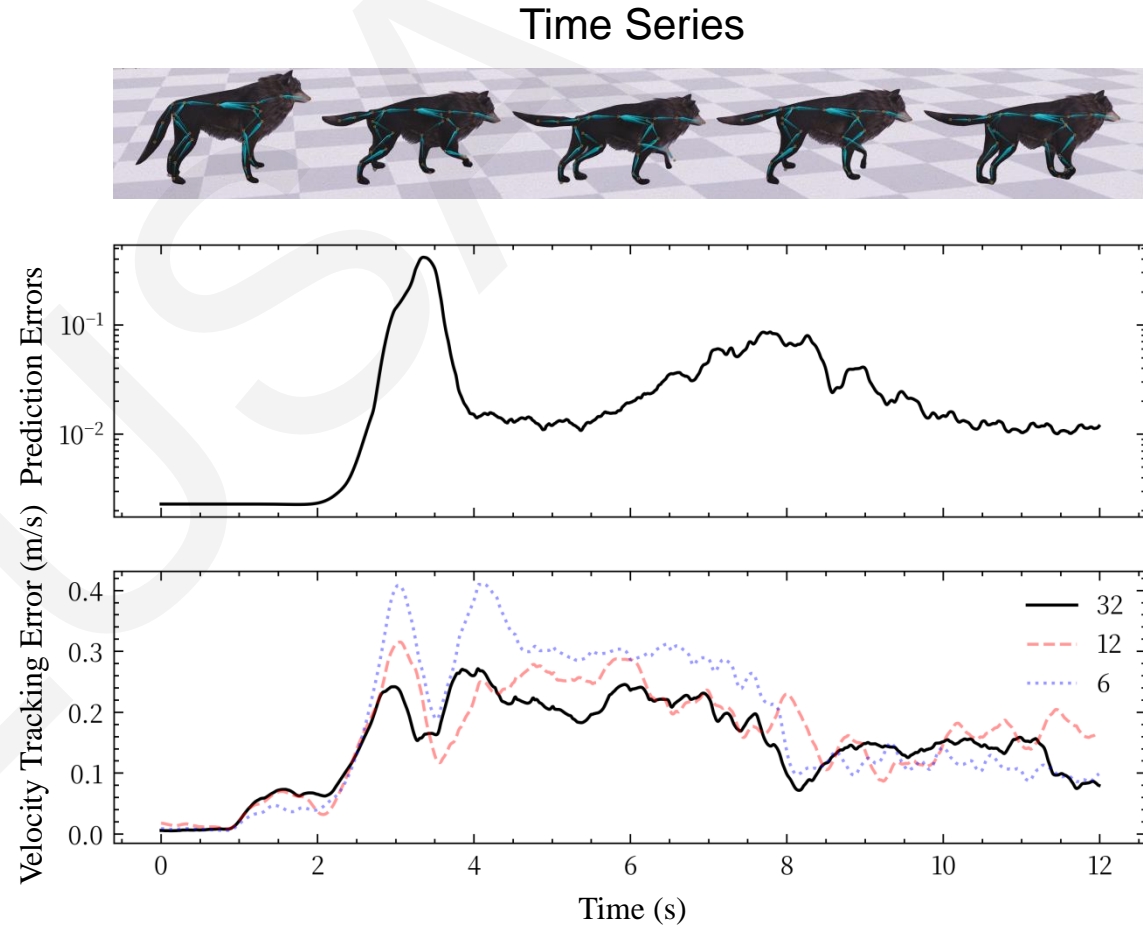 Time Series
Prediction Errors
10⁻¹
10⁻²
Velocity Tracking Error (m/s)
0.4
0.3
0.2
0.1
0.0
32
12
6
0 2 4 6 8 10 12
Time (s)